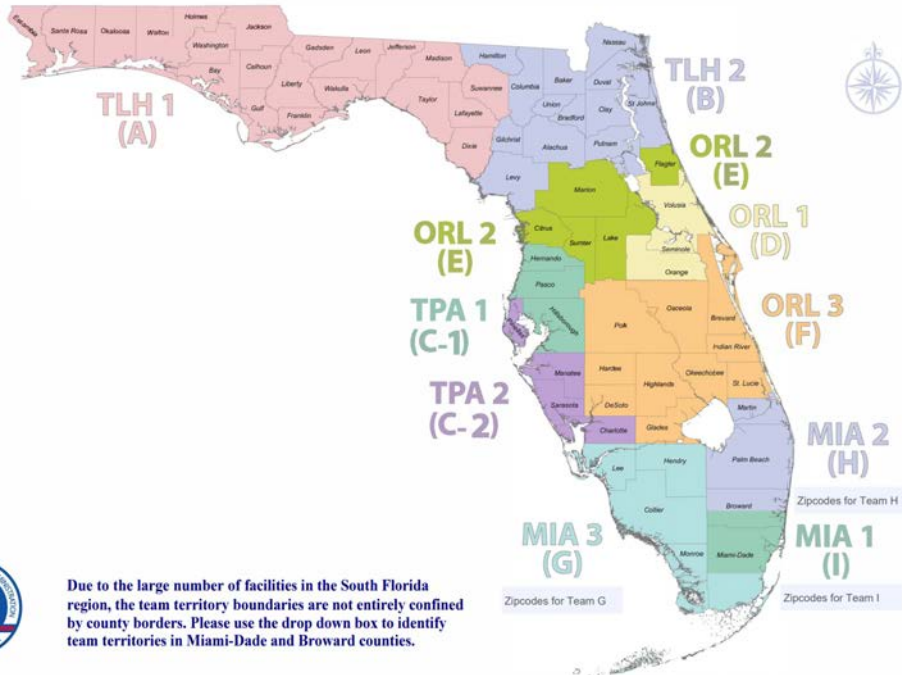 Escambia
Santa Rosa
Okaloosa
Walton
Holmes
Jackson
Washington
Bay
Calhoun
Gulf
Liberty
Franklin
Gadsden
Leon
Wakulla
Jefferson
Madison
Taylor
Suwannee
Lafayette
Dixie
TLH 1
(A)
Hamilton
Columbia
Baker
Nassau
Duval
Union
Bradford
Clay
St Johns
Gilchrist
Alachua
Putnam
Levy
TLH 2
(B)
Flagler
ORL 2
(E)
Marion
Citrus
Sumter
Lake
ORL 2
(E)
Volusia
Seminole
Orange
ORL 1
(D)
Hernando
Pasco
Hillsborough
TPA 1
(C-1)
Pinellas
Manatee
Sarasota
Charlotte
TPA 2
(C-2)
Polk
Osceola
Brevard
Indian River
Hardee
Highlands
Okeechobee
St. Lucie
DeSoto
Glades
ORL 3
(F)
Martin
Palm Beach
Broward
MIA 2
(H)
Zipcodes for Team H
Lee
Hendry
Collier
Monroe
MIA 3
(G)
Zipcodes for Team G
Miami-Dade
MIA 1
(I)
Zipcodes for Team I
Due to the large number of facilities in the South Florida
region, the team territory boundaries are not entirely confined
by county borders. Please use the drop down box to identify
team territories in Miami-Dade and Broward counties.